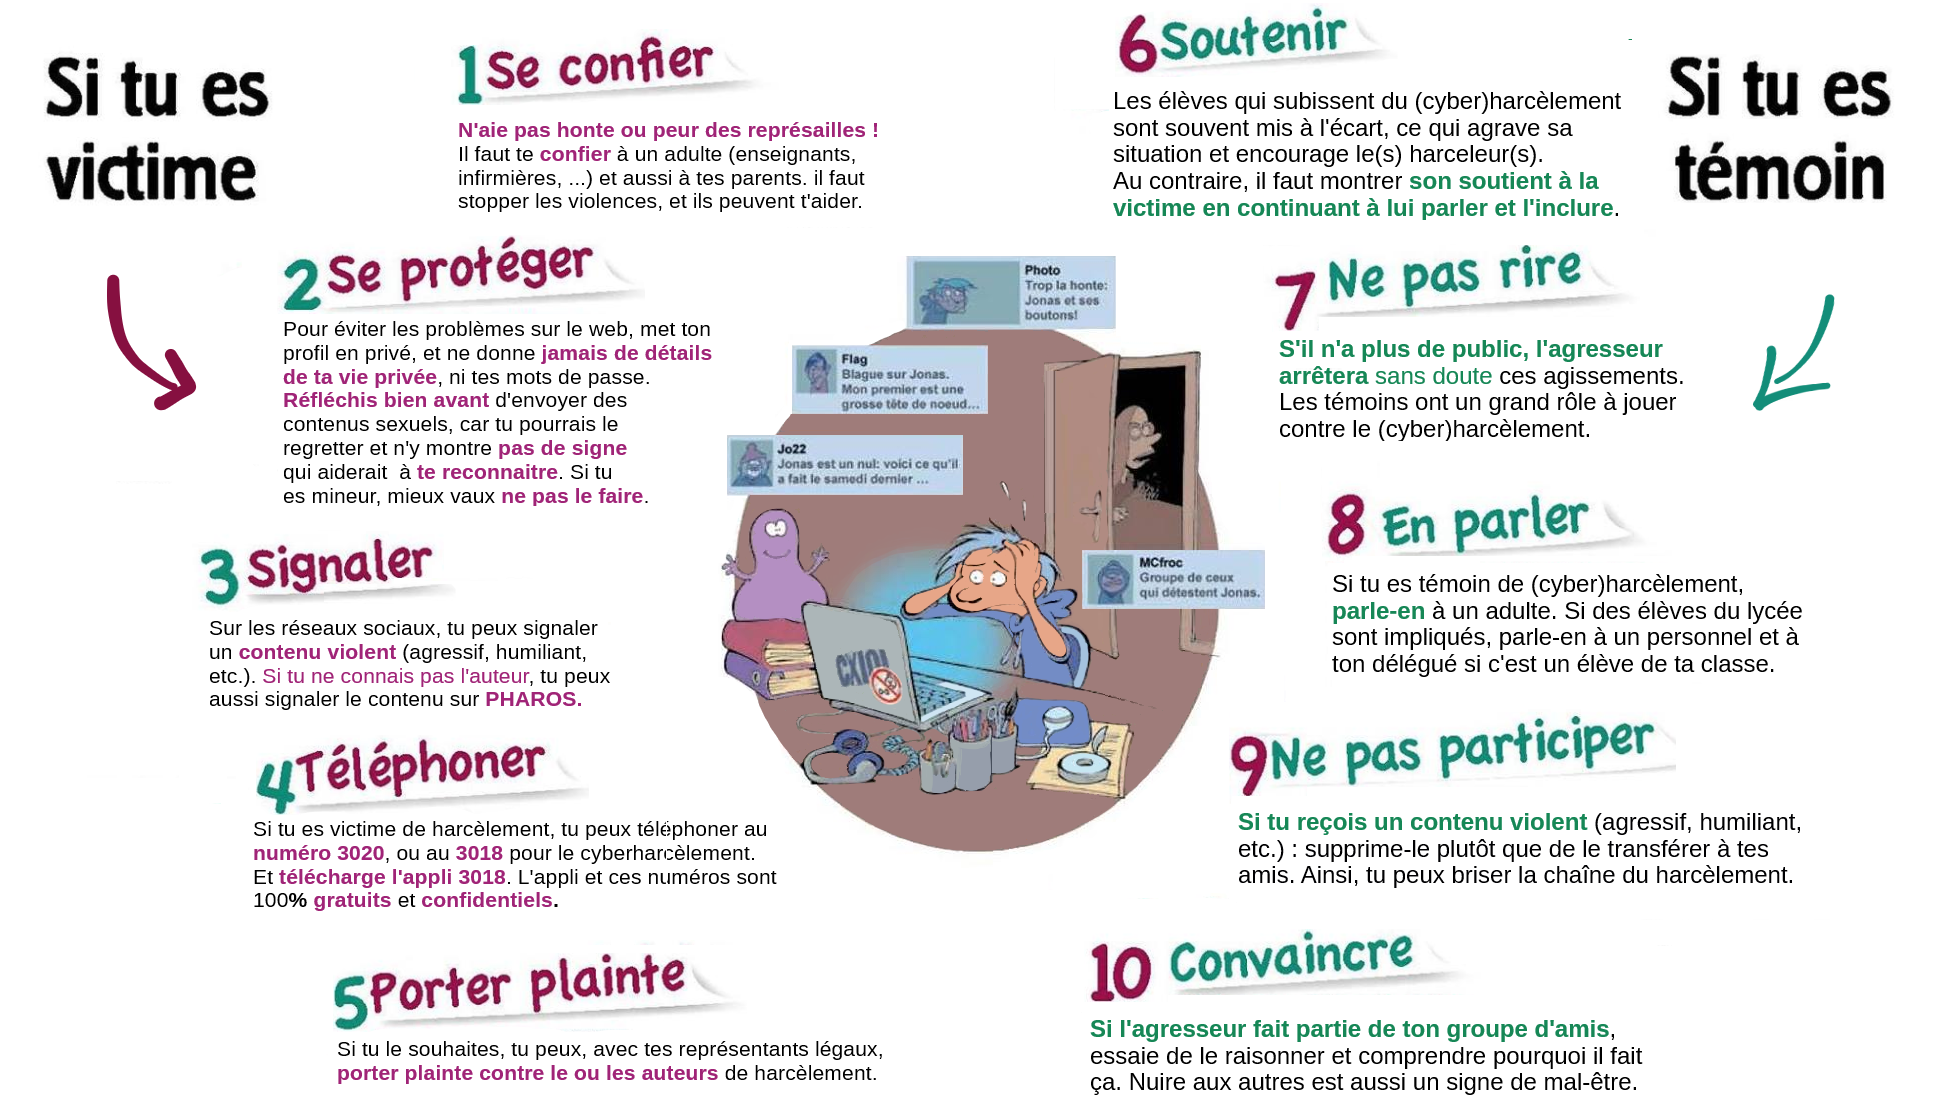 Si tu es
victime
1 Se confier
N'aie pas honte ou peur des représailles !
Il faut te confier à un adulte (enseignants,
infirmières, ...) et aussi à tes parents. il faut
stopper les violences, et ils peuvent t'aider.
2 Se protéger
Pour éviter les problèmes sur le web, met ton
profil en privé, et ne donne jamais de détails
de ta vie privée, ni tes mots de passe.
Réfléchis bien avant d'envoyer des
contenus sexuels, car tu pourrais le
regretter et n'y montre pas de signe
qui aiderait  à te reconnaitre. Si tu
es mineur, mieux vaux ne pas le faire.
3 Signaler
Sur les réseaux sociaux, tu peux signaler
un contenu violent (agressif, humiliant,
etc.). Si tu ne connais pas l'auteur, tu peux
aussi signaler le contenu sur PHAROS.
4 Téléphoner
Si tu es victime de harcèlement, tu peux téléphoner au
numéro 3020, ou au 3018 pour le cyberharcèlement.
Et télécharge l'appli 3018. L'appli et ces numéros sont
100% gratuits et confidentiels.
5 Porter plainte
Si tu le souhaites, tu peux, avec tes représentants légaux,
porter plainte contre le ou les auteurs de harcèlement.
Photo
Trop la honte:
Jonas et ses
boutons!
Flag
Blague sur Jonas.
Mon premier est une
grosse tête de noeud...
Jo22
Jonas est un nul: voici ce qu'il
a fait le samedi dernier ...
MCfroc
Groupe de ceux
qui détestent Jonas.
Si tu es
témoin
6 Soutenir
Les élèves qui subissent du (cyber)harcèlement
sont souvent mis à l'écart, ce qui agrave sa
situation et encourage le(s) harceleur(s).
Au contraire, il faut montrer son soutient à la
victime en continuant à lui parler et l'inclure.
7 Ne pas rire
S'il n'a plus de public, l'agresseur
arrêtera sans doute ces agissements.
Les témoins ont un grand rôle à jouer
contre le (cyber)harcèlement.
8 En parler
Si tu es témoin de (cyber)harcèlement,
parle-en à un adulte. Si des élèves du lycée
sont impliqués, parle-en à un personnel et à
ton délégué si c'est un élève de ta classe.
9 Ne pas participer
Si tu reçois un contenu violent (agressif, humiliant,
etc.) : supprime-le plutôt que de le transférer à tes
amis. Ainsi, tu peux briser la chaîne du harcèlement.
10 Convaincre
Si l'agresseur fait partie de ton groupe d'amis,
essaie de le raisonner et comprendre pourquoi il fait
ça. Nuire aux autres est aussi un signe de mal-être.